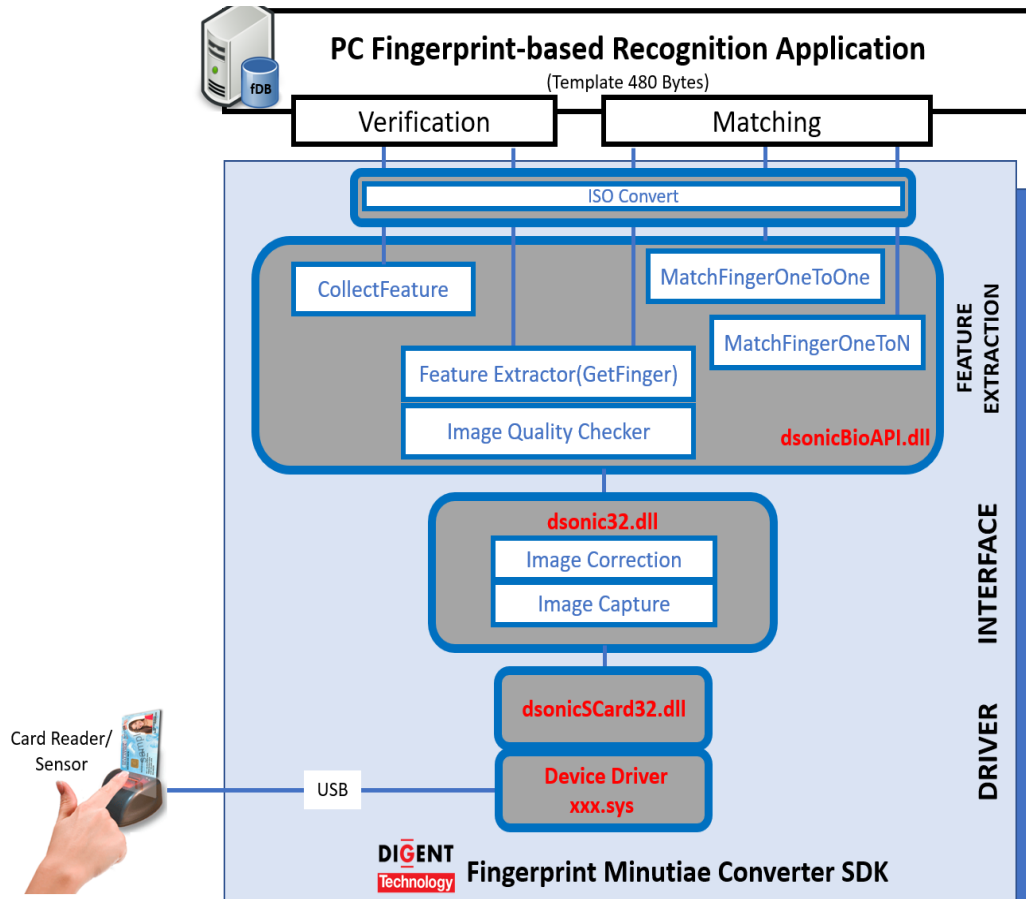 PC Fingerprint-based Recognition Application
(Template 480 Bytes)
fDB
Verification
Matching
ISO Convert
CollectFeature
MatchFingerOneToOne
MatchFingerOneToN
Feature Extractor(GetFinger)
Image Quality Checker
dsonicBioAPI.dll
FEATURE
EXTRACTION
dsonic32.dll
Image Correction
Image Capture
INTERFACE
dsonicSCard32.dll
Device Driver
xxx.sys
DRIVER
Card Reader/
Sensor
USB
DIGENT
Technology
Fingerprint Minutiae Converter SDK